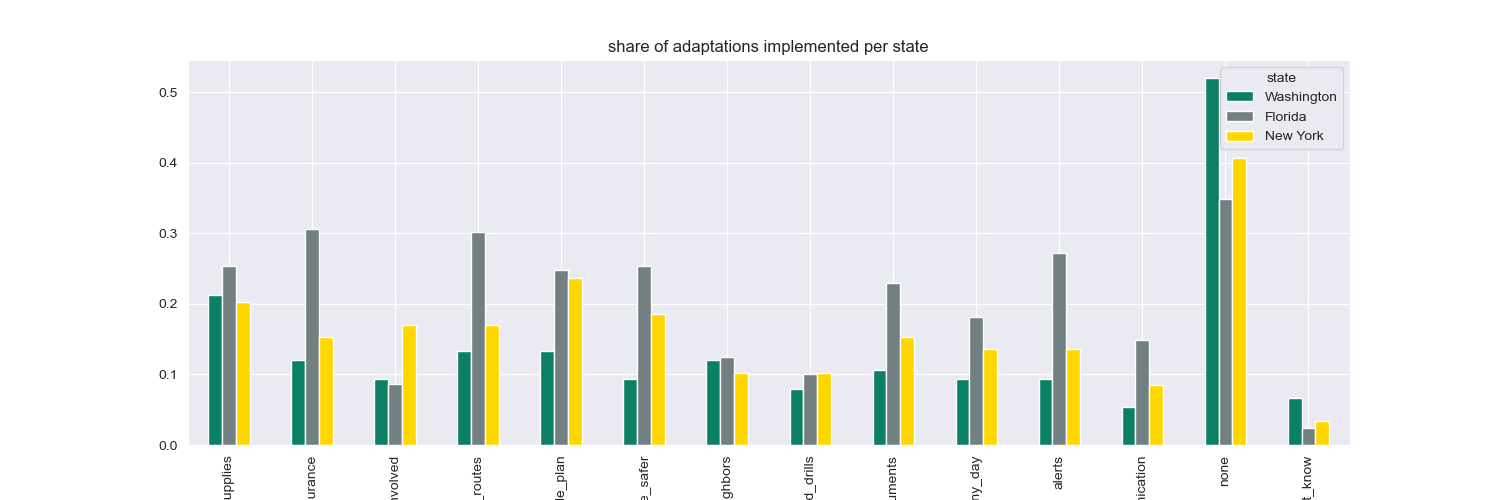 share of adaptations implemented per state
state
Washington
Florida
New York
0.5
0.4
0.3
0.2
0.1
0.0
upplies
urance
nvolved
_routes
le_plan
e_safer
ghbors
d_drills
uments
ny_day
alerts
nication
none
t_know